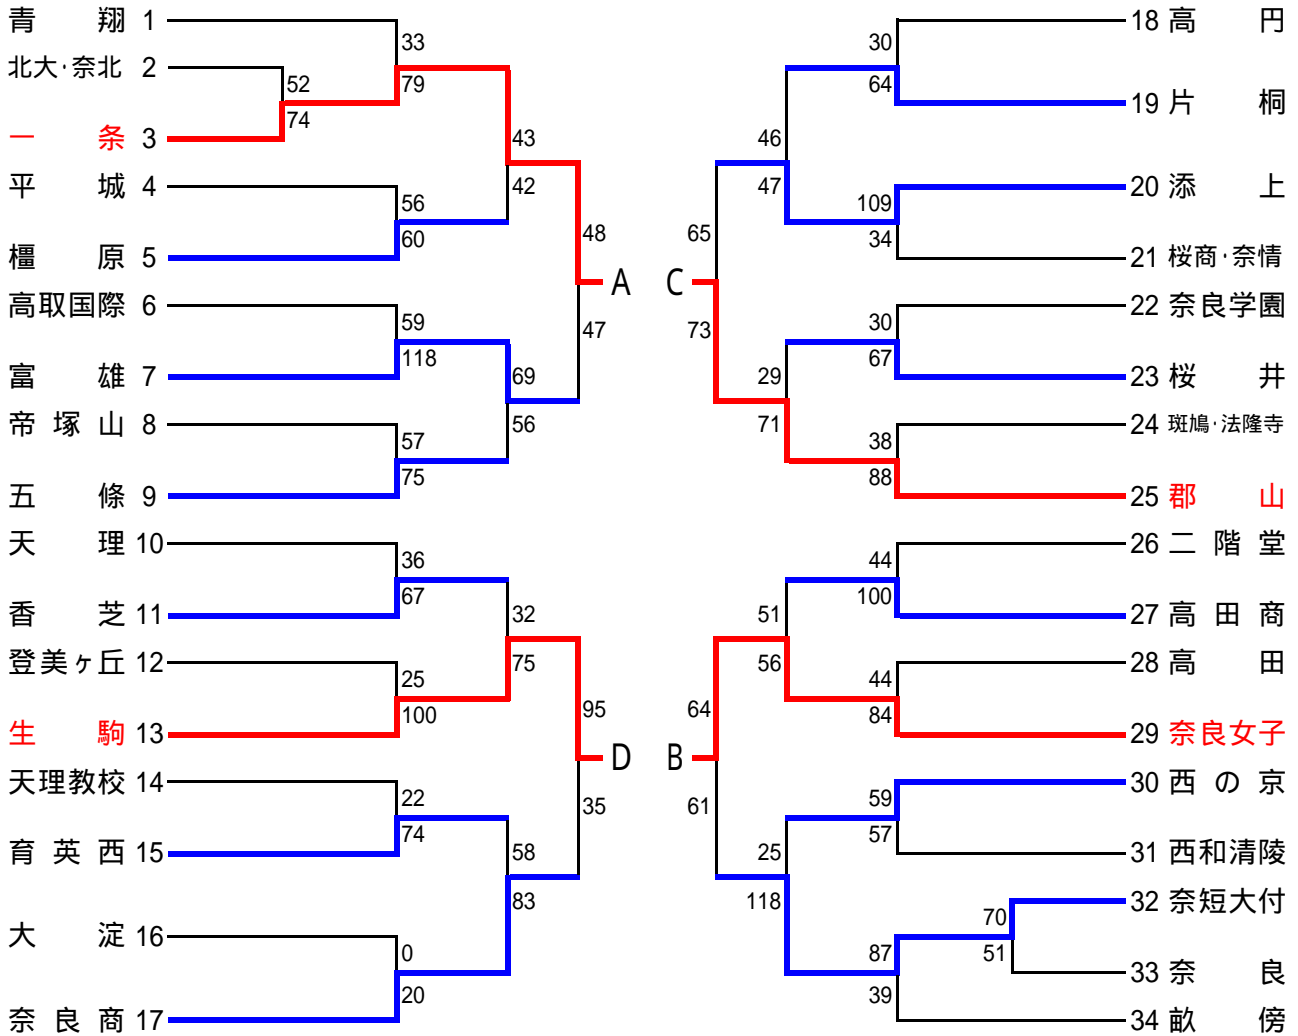 青翔 1
33
北大・奈北 2
52
79
一条 3
74
43
平城 4
42
56
橿原 5
60
48
A
高取国際 6
59
47
富雄 7
118
69
帝塚山 8
56
57
五條 9
75
天理 10
36
香芝 11
67
32
登美ヶ丘 12
75
25
生駒 13
100
95
D
天理教校 14
22
35
育英西 15
74
58
83
大淀 16
0
奈良商 17
20
18 高円
30
64
19 片桐
46
20 添上
47
109
34
65
21 桜商・奈情
C
22 奈良学園
73
30
67
23 桜井
29
24 斑鳩・法隆寺
71
38
88
25 郡山
26 二階堂
44
100
27 高田商
51
28 高田
56
44
84
64
29 奈良女子
B
30 西の京
61
59
57
31 西和清陵
25
32 奈短大付
118
70
87
51
33 奈良
39
34 畝傍